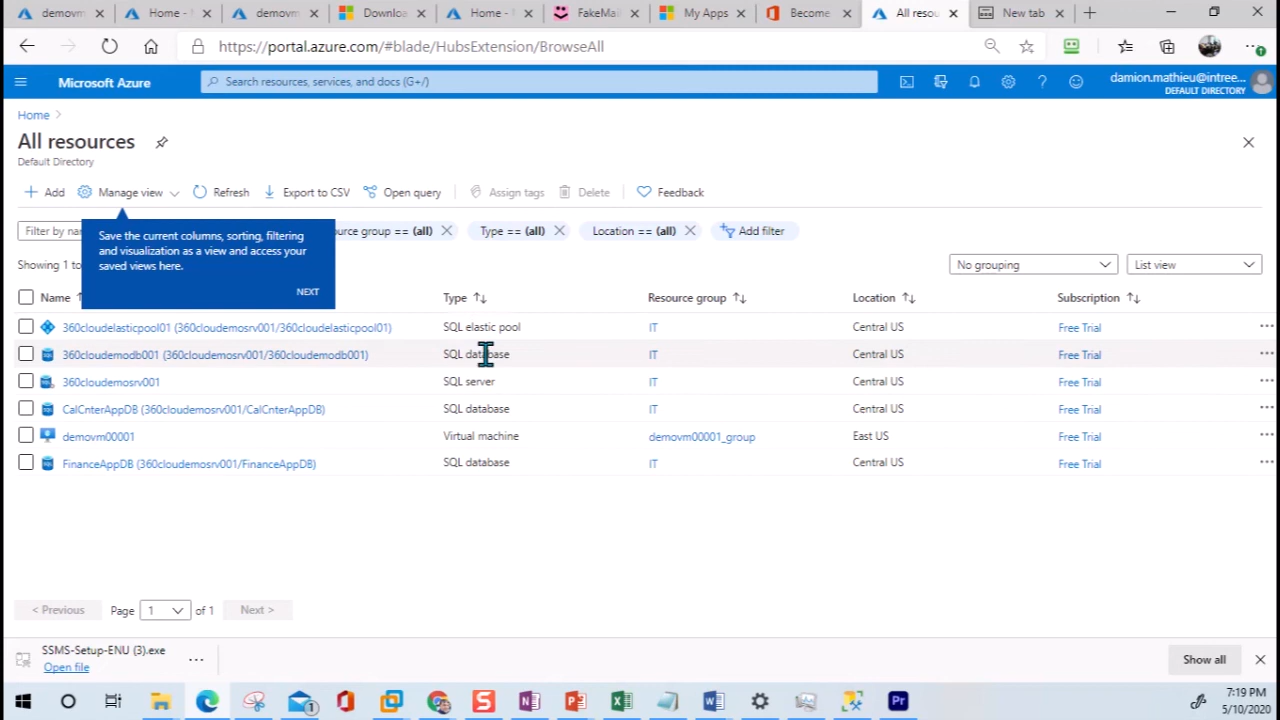 demovm
Home -
demovm
Downloa
Home -
FakeMai
My Apps
Become
All resou
New tab
https://portal.azure.com/#blade/HubsExtension/BrowseAll
Microsoft Azure
Search resources, services, and docs (G+/)
damion.mathieu@intree...
DEFAULT DIRECTORY
Home >
All resources
Default Directory
Add Manage view Refresh Export to CSV Open query Assign tags Delete Feedback
Filter by na
urce group == (all)
Type == (all)
Location == (all)
Add filter
Save the current columns, sorting, filtering
and visualization as a view and access your
saved views here.
NEXT
Showing 1 to
No grouping
List view
Name Type Resource group Location Subscription
360cloudelasticpool01 (360cloudemosrv001/360cloudelasticpool01) SQL elastic pool IT Central US Free Trial ...
360cloudemodb001 (360cloudemosrv001/360cloudemodb001) SQL database IT Central US Free Trial ...
360cloudemosrv001 SQL server IT Central US Free Trial ...
CalCnterAppDB (360cloudemosrv001/CalCnterAppDB) SQL database IT Central US Free Trial ...
demovm00001 Virtual machine demovm00001_group East US Free Trial ...
FinanceAppDB (360cloudemosrv001/FinanceAppDB) SQL database IT Central US Free Trial ...
< Previous Page 1 of 1 Next >
SSMS-Setup-ENU (3).exe
Open file
...
Show all
7:19 PM
5/10/2020